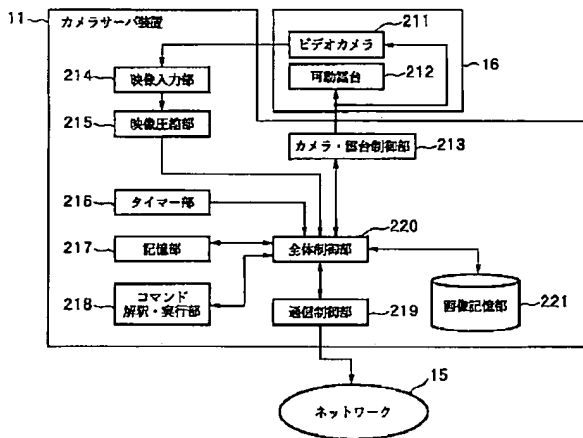 11
カメラサーバ装置
211
ビデオカメラ
214
映像入力部
可動雲台
212
16
215
映像圧縮部
カメラ・雲台制御部
213
216
タイマー部
220
217
記憶部
全体制御部
218
コマンド
解釈・実行部
通信制御部
219
画像記憶部
221
15
ネットワーク